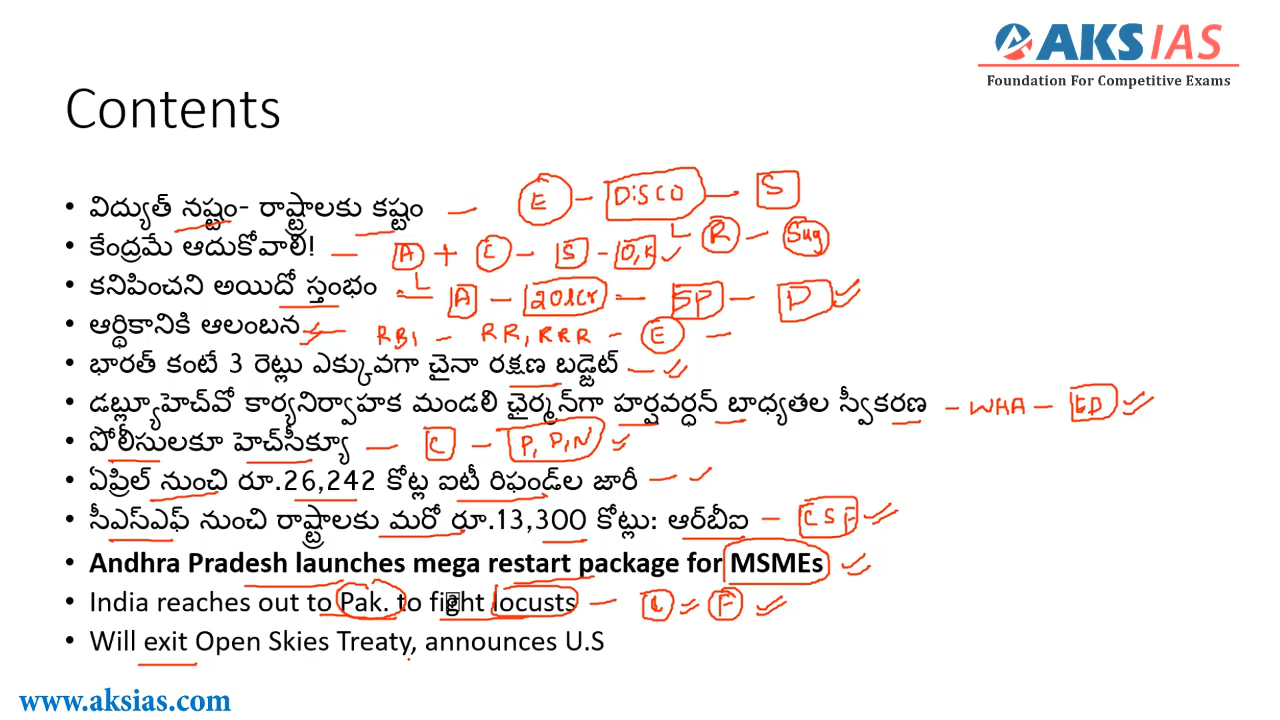 AKS IAS
Foundation For Competitive Exams
Contents
• విద్యుత్ నష్టం- రాష్ట్రాలకు కష్టం – E – DISCO – S
• కేంద్రమే ఆదుకోవాలి! – A + C – S – O,K R – Sug
• కనిపించని అయిదో స్తంభం – A – 20lcr – SP – D
• ఆర్థికానికి ఆలంబన RBI – RR, RRR – E –
• భారత్ కంటే 3 రెట్లు ఎక్కువగా చైనా రక్షణ బడ్జెట్ –
• డబ్ల్యూహెచ్‌వో కార్యనిర్వాహక మండలి ఛైర్మన్‌గా హర్షవర్ధన్ బాధ్యతల స్వీకరణ – WHA –
• పోలీసులకూ హెచ్‌సీక్యూ – C – P, D, N
• ఏప్రిల్ నుంచి రూ.26,242 కోట్ల ఐటీ రిఫండ్‌ల జారీ –
• సీఎస్ఎఫ్ నుంచి రాష్ట్రాలకు మరో రూ.13,300 కోట్లు: ఆర్‌బీఐ – CSF
• Andhra Pradesh launches mega restart package for MSMEs
• India reaches out to Pak. to fight locusts – L F
• Will exit Open Skies Treaty, announces U.S
www.aksias.com